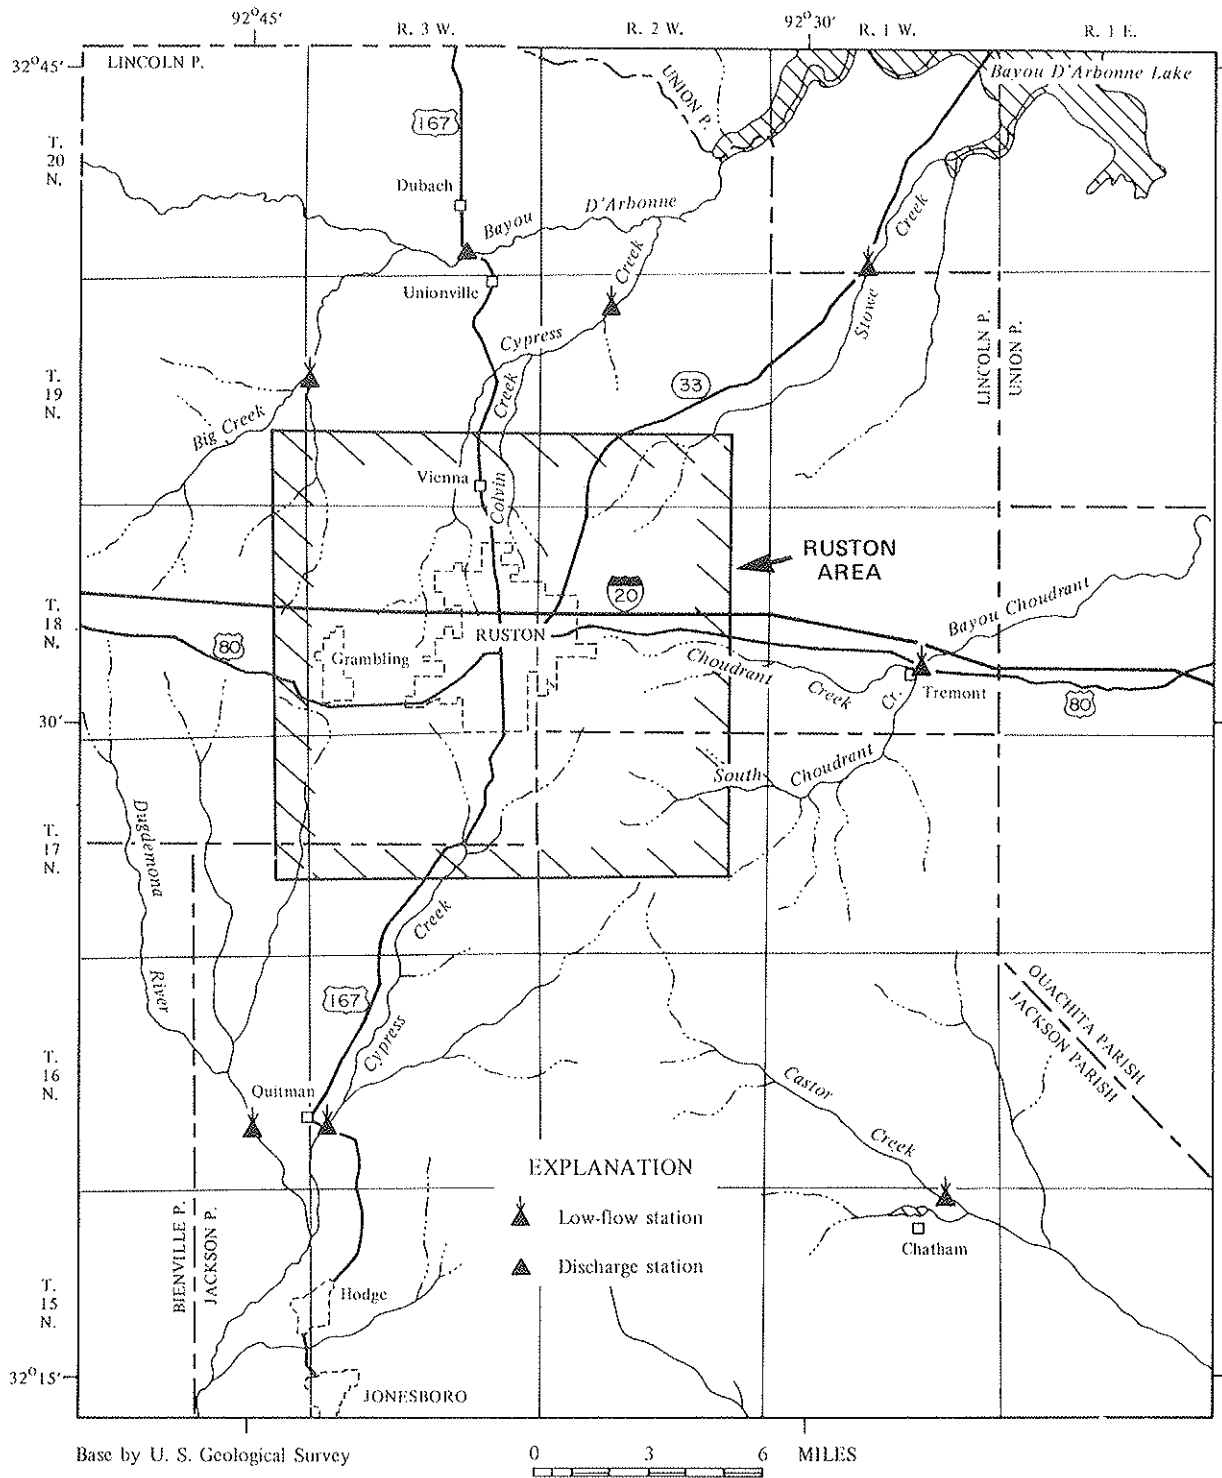 92°45'
R. 3 W.
R. 2 W.
92°30'
R. 1 W.
R. 1 E.
32°45'
LINCOLN P.
UNION P.
Bayou D'Arbonne Lake
167
T.
20
N.
Dubach
Bayou D'Arbonne
Creek
Creek
Unionville
Stowe
Cypress
LINCOLN P.
UNION P.
T.
19
N.
33
Creek
Big Creek
Vienna
Colvin
RUSTON
AREA
20
Bayou Choudrant
T.
18
N.
RUSTON
80
Grambling
Choudrant
Creek
Cr.
Tremont
80
30'
South
Choudrant
Dugdemona
T.
17
N.
Creek
River
167
OUACHITA PARISH
JACKSON PARISH
Cypress
T.
16
N.
Quitman
Castor
Creek
EXPLANATION
Low-flow station
Discharge station
Chatham
BIENVILLE P.
JACKSON P.
T.
15
N.
Hodge
32°15'
JONESBORO
Base by U. S. Geological Survey
0 3 6 MILES